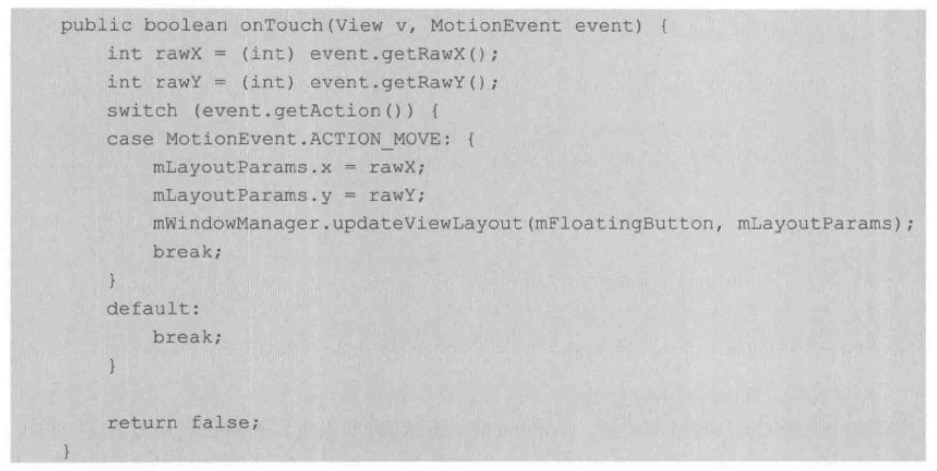 public boolean onTouch(View v, MotionEvent event) {
int rawX = (int) event.getRawX();
int rawY = (int) event.getRawY();
switch (event.getAction()) {
case MotionEvent.ACTION_MOVE: {
mLayoutParams.x = rawX;
mLayoutParams.y = rawY;
mWindowManager.updateViewLayout(mFloatingButton, mLayoutParams);
break;
}
default:
break;
}
return false;
}